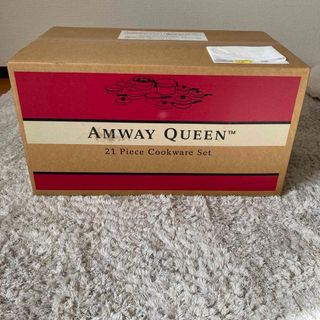 AMWAY QUEEN™
21 Piece Cookware Set